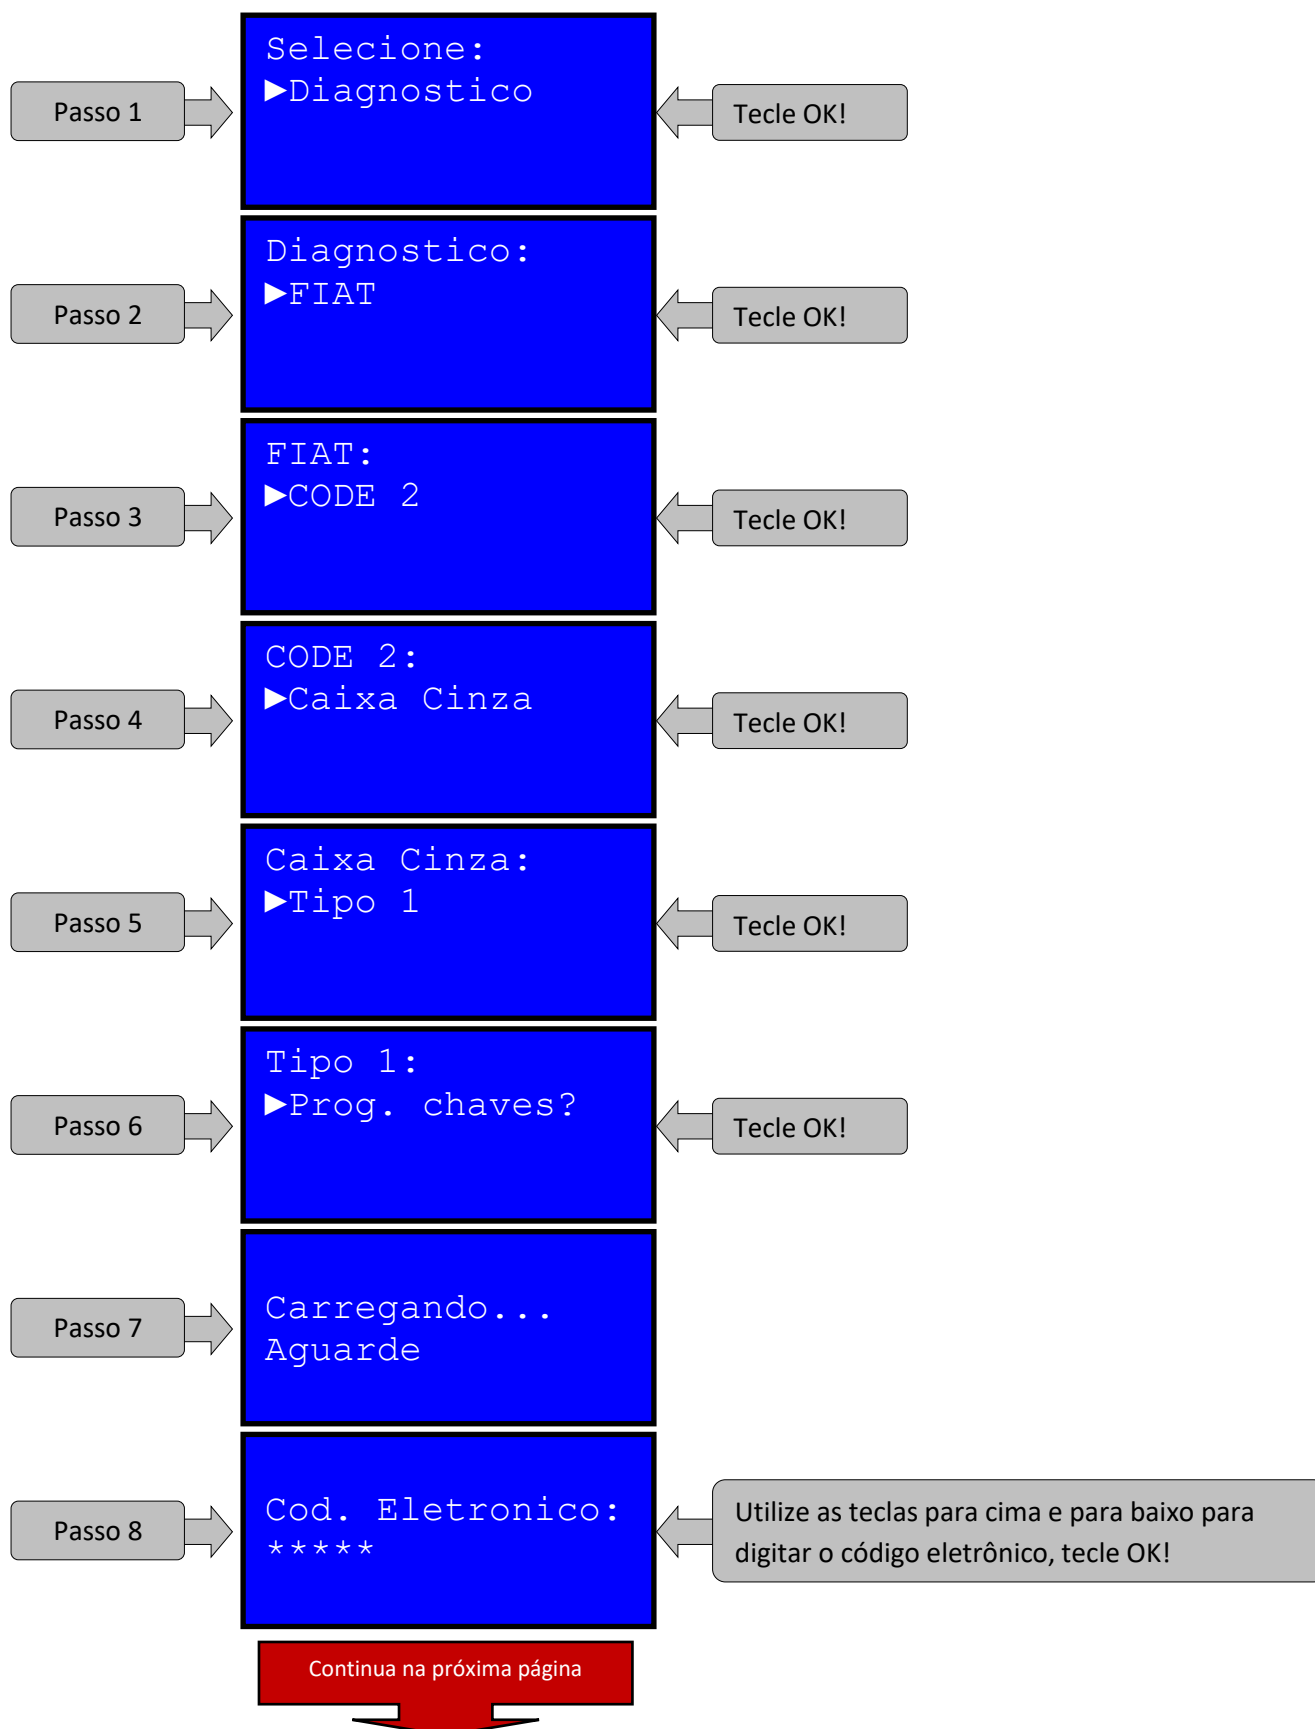 Selecione:
►Diagnostico
Passo 1
Tecle OK!
Diagnostico:
►FIAT
Passo 2
Tecle OK!
FIAT:
►CODE 2
Passo 3
Tecle OK!
CODE 2:
►Caixa Cinza
Passo 4
Tecle OK!
Caixa Cinza:
►Tipo 1
Passo 5
Tecle OK!
Tipo 1:
►Prog. chaves?
Passo 6
Tecle OK!
Carregando...
Aguarde
Passo 7
Cod. Eletronico:
*****
Passo 8
Utilize as teclas para cima e para baixo para
digitar o código eletrônico, tecle OK!
Continua na próxima página